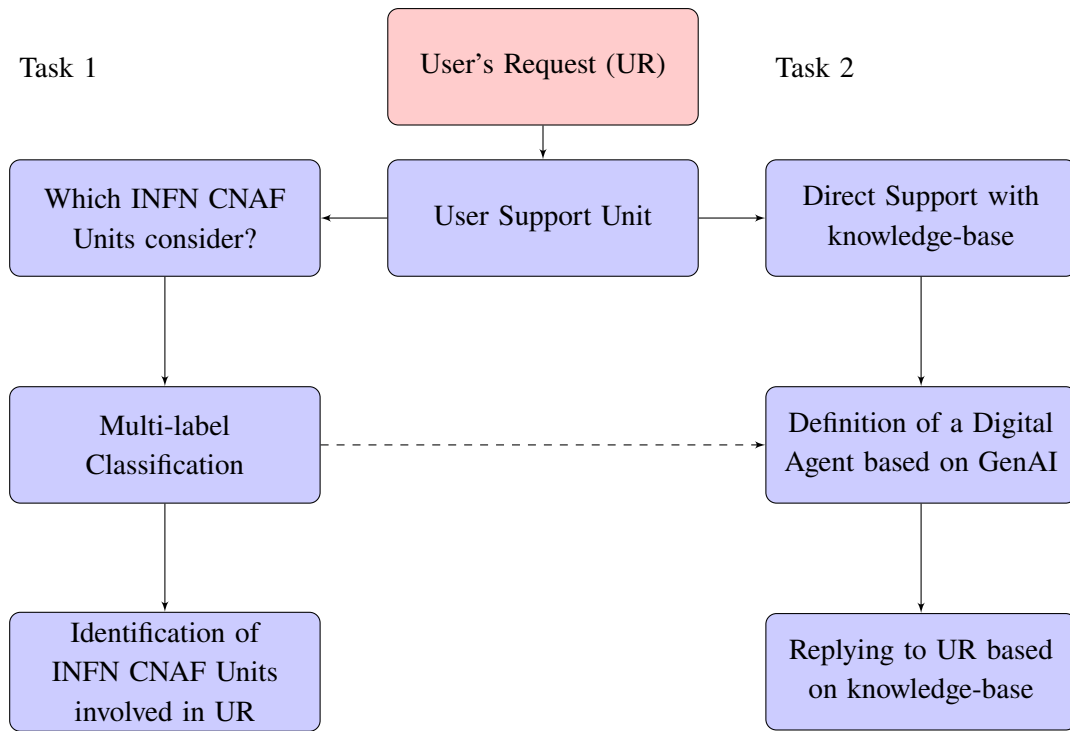 Task 1
User's Request (UR)
Task 2
Which INFN CNAF
Units consider?
User Support Unit
Direct Support with
knowledge-base
Multi-label
Classification
Definition of a Digital
Agent based on GenAI
Identification of
INFN CNAF Units
involved in UR
Replying to UR based
on knowledge-base